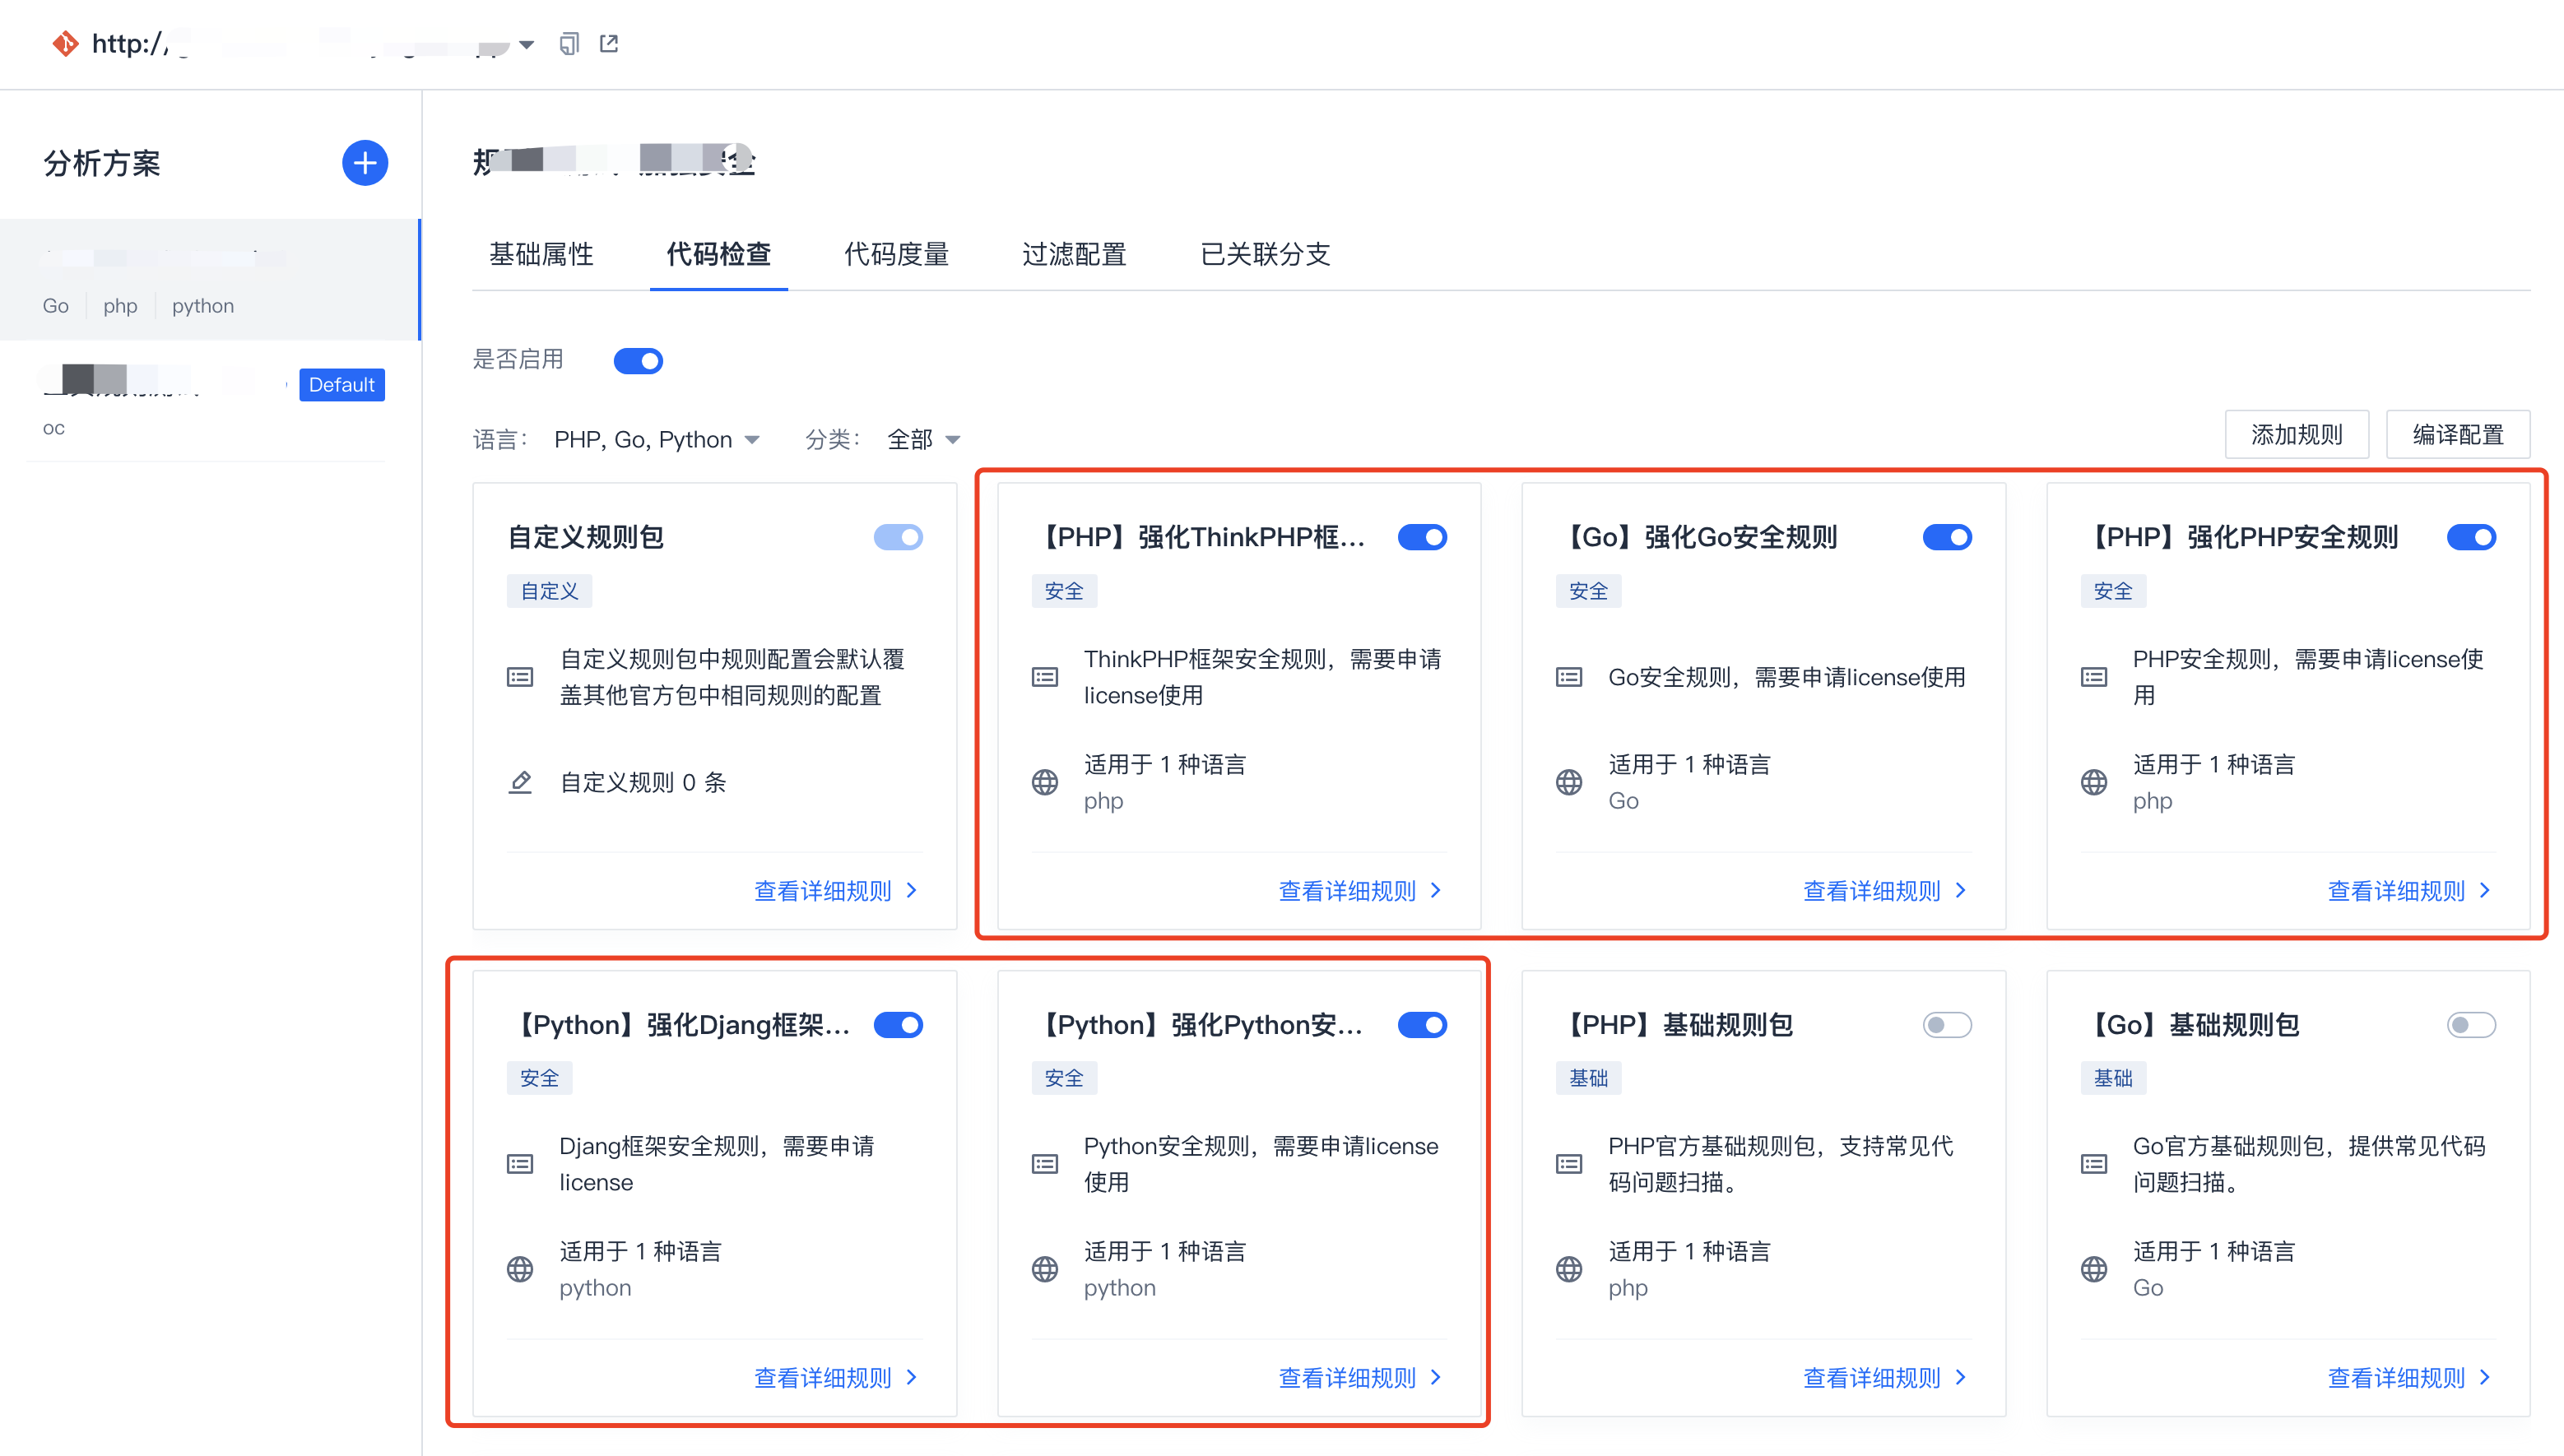 http://
分析方案
Go
php
python
Default
oc
基础属性
代码检查
代码度量
过滤配置
已关联分支
是否启用
语言：
PHP, Go, Python
分类：
全部
添加规则
编译配置
自定义规则包
自定义
自定义规则包中规则配置会默认覆
盖其他官方包中相同规则的配置
自定义规则 0 条
查看详细规则
【PHP】强化ThinkPHP框...
安全
ThinkPHP框架安全规则，需要申请
license使用
适用于 1 种语言
php
查看详细规则
【Go】强化Go安全规则
安全
Go安全规则，需要申请license使用
适用于 1 种语言
Go
查看详细规则
【PHP】强化PHP安全规则
安全
PHP安全规则，需要申请license使
用
适用于 1 种语言
php
查看详细规则
【Python】强化Djang框架...
安全
Djang框架安全规则，需要申请
license
适用于 1 种语言
python
查看详细规则
【Python】强化Python安...
安全
Python安全规则，需要申请license
使用
适用于 1 种语言
python
查看详细规则
【PHP】基础规则包
基础
PHP官方基础规则包，支持常见代
码问题扫描。
适用于 1 种语言
php
查看详细规则
【Go】基础规则包
基础
Go官方基础规则包，提供常见代码
问题扫描。
适用于 1 种语言
Go
查看详细规则